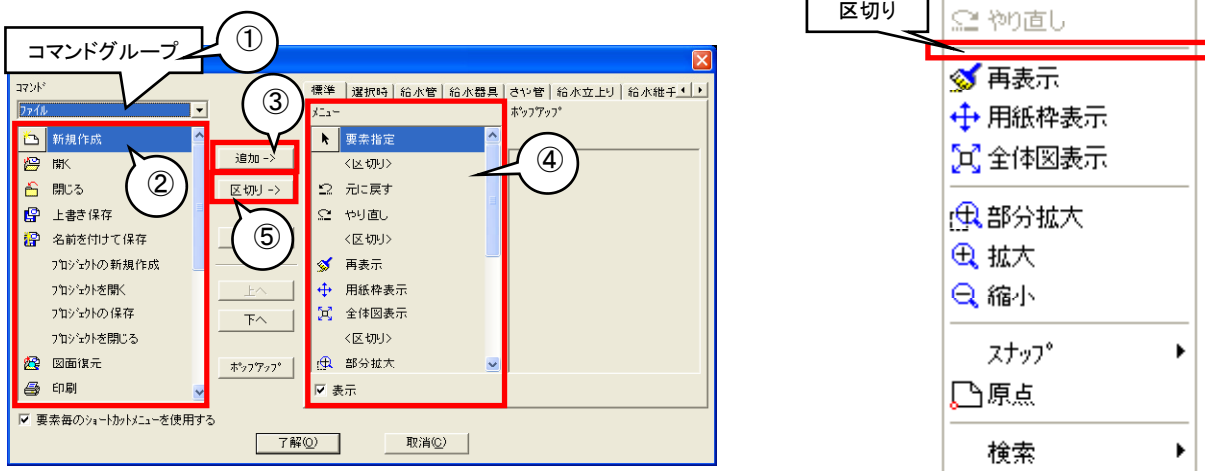 コマンドグループ
①
コマンド
ファイル
新規作成
開く
閉じる
上書き保存
名前を付けて保存
プロジェクトの新規作成
プロジェクトを開く
プロジェクトの保存
プロジェクトを閉じる
図面復元
印刷
②
③
追加 ->
区切り ->
⑤
上へ
下へ
ポップアップ
標準 選択時 給水管 給水器具 さや管 給水立上り 給水継手
メニュー
要素指定
<区切り>
元に戻す
やり直し
<区切り>
再表示
用紙枠表示
全体図表示
<区切り>
部分拡大
表示
④
ポップアップ
要素毎のショートカットメニューを使用する
了解(O)
取消(C)
区切り
やり直し
再表示
用紙枠表示
全体図表示
部分拡大
拡大
縮小
スナップ
原点
検索